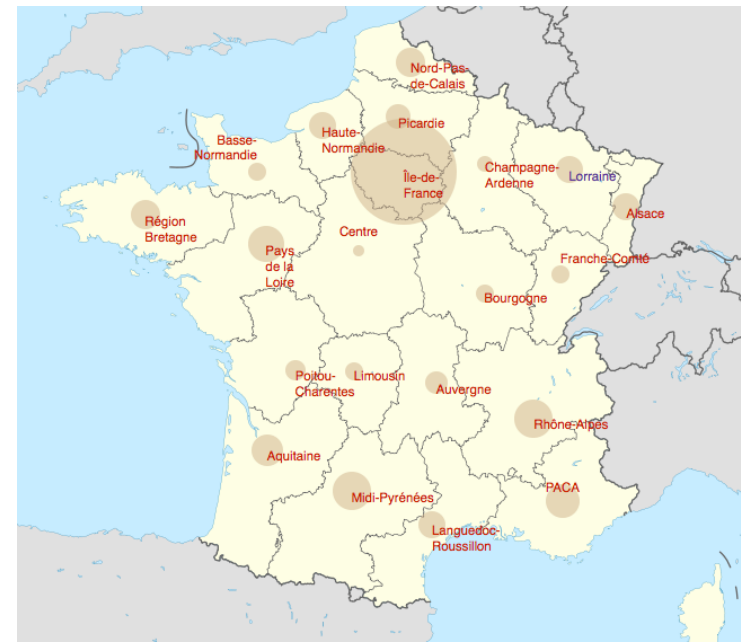 Nord-Pas-
de-Calais
Picardie
Haute-
Normandie
Basse-
Normandie
Île-de-
France
Champagne-
Ardenne
Lorraine
Alsace
Région
Bretagne
Centre
Pays
de la
Loire
Franche-Comté
Bourgogne
Poitou-
Charentes
Limousin
Auvergne
Rhône-Alpes
Aquitaine
Midi-Pyrénées
PACA
Languedoc-
Roussillon